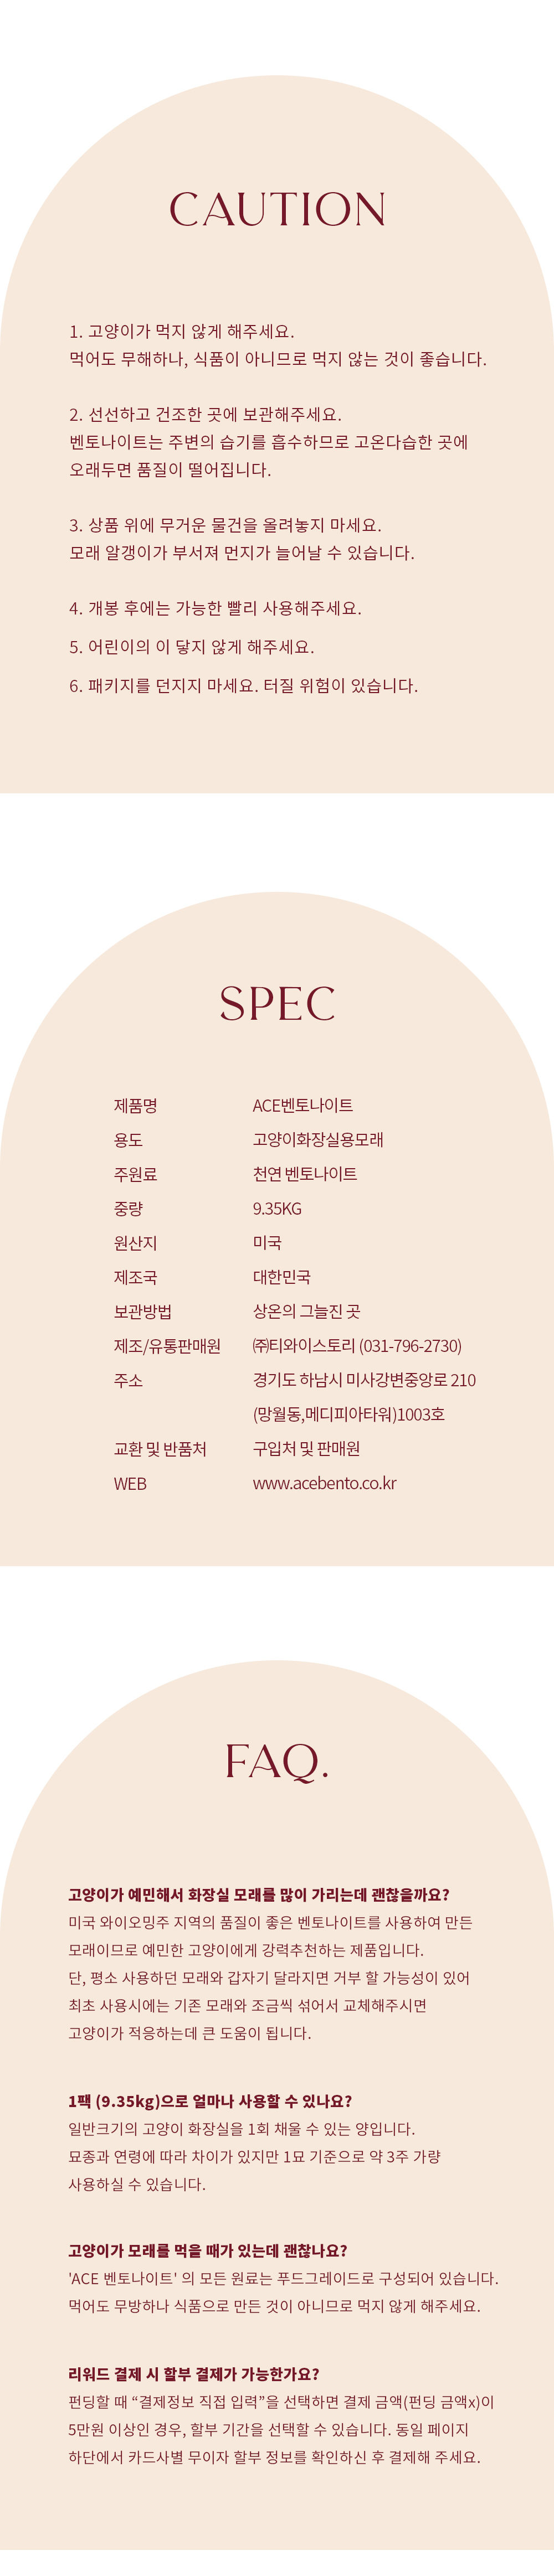 CAUTION
1. 고양이가 먹지 않게 해주세요.
먹어도 무해하나, 식품이 아니므로 먹지 않는 것이 좋습니다.
2. 선선하고 건조한 곳에 보관해주세요.
벤토나이트는 주변의 습기를 흡수하므로 고온다습한 곳에
오래두면 품질이 떨어집니다.
3. 상품 위에 무거운 물건을 올려놓지 마세요.
모래 알갱이가 부서져 먼지가 늘어날 수 있습니다.
4. 개봉 후에는 가능한 빨리 사용해주세요.
5. 어린이의 이 닿지 않게 해주세요.
6. 패키지를 던지지 마세요. 터질 위험이 있습니다.
SPEC
제품명 ACE벤토나이트
용도 고양이화장실용모래
주원료 천연 벤토나이트
중량 9.35KG
원산지 미국
제조국 대한민국
보관방법 상온의 그늘진 곳
제조/유통판매원 ㈜티와이스토리 (031-796-2730)
주소 경기도 하남시 미사강변중앙로 210
(망월동,메디피아타워)1003호
교환 및 반품처 구입처 및 판매원
WEB www.acebento.co.kr
FAQ.
고양이가 예민해서 화장실 모래를 많이 가리는데 괜찮을까요?
미국 와이오밍주 지역의 품질이 좋은 벤토나이트를 사용하여 만든
모래이므로 예민한 고양이에게 강력추천하는 제품입니다.
단, 평소 사용하던 모래와 갑자기 달라지면 거부 할 가능성이 있어
최초 사용시에는 기존 모래와 조금씩 섞어서 교체해주시면
고양이가 적응하는데 큰 도움이 됩니다.
1팩 (9.35kg)으로 얼마나 사용할 수 있나요?
일반크기의 고양이 화장실을 1회 채울 수 있는 양입니다.
묘종과 연령에 따라 차이가 있지만 1묘 기준으로 약 3주 가량
사용하실 수 있습니다.
고양이가 모래를 먹을 때가 있는데 괜찮나요?
'ACE 벤토나이트' 의 모든 원료는 푸드그레이드로 구성되어 있습니다.
먹어도 무방하나 식품으로 만든 것이 아니므로 먹지 않게 해주세요.
리워드 결제 시 할부 결제가 가능한가요?
펀딩할 때 “결제정보 직접 입력”을 선택하면 결제 금액(펀딩 금액x)이
5만원 이상인 경우, 할부 기간을 선택할 수 있습니다. 동일 페이지
하단에서 카드사별 무이자 할부 정보를 확인하신 후 결제해 주세요.